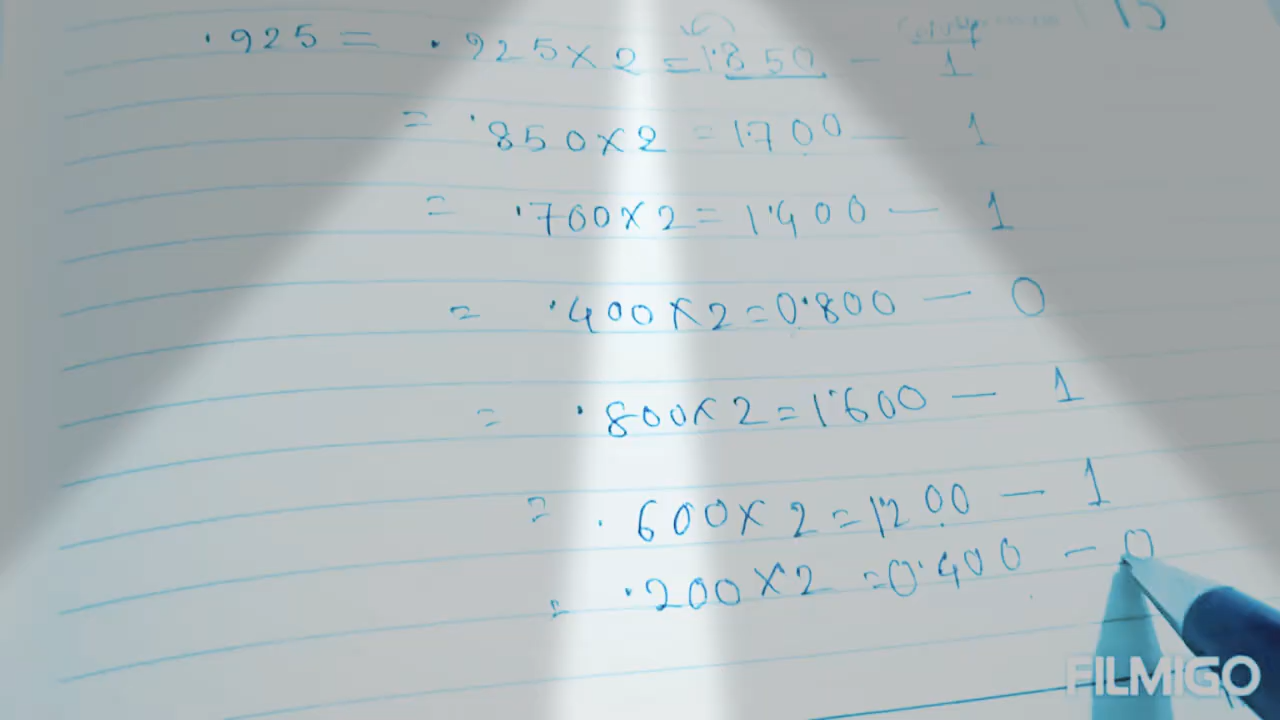 15
.925 = .925 × 2 = 1.850 — 1
= .850 × 2 = 1.700 — 1
= .700 × 2 = 1.400 — 1
= .400 × 2 = 0.800 — 0
= .800 × 2 = 1.600 — 1
= .600 × 2 = 1.200 — 1
= .200 × 2 = 0.400 — 0
FILMIGO